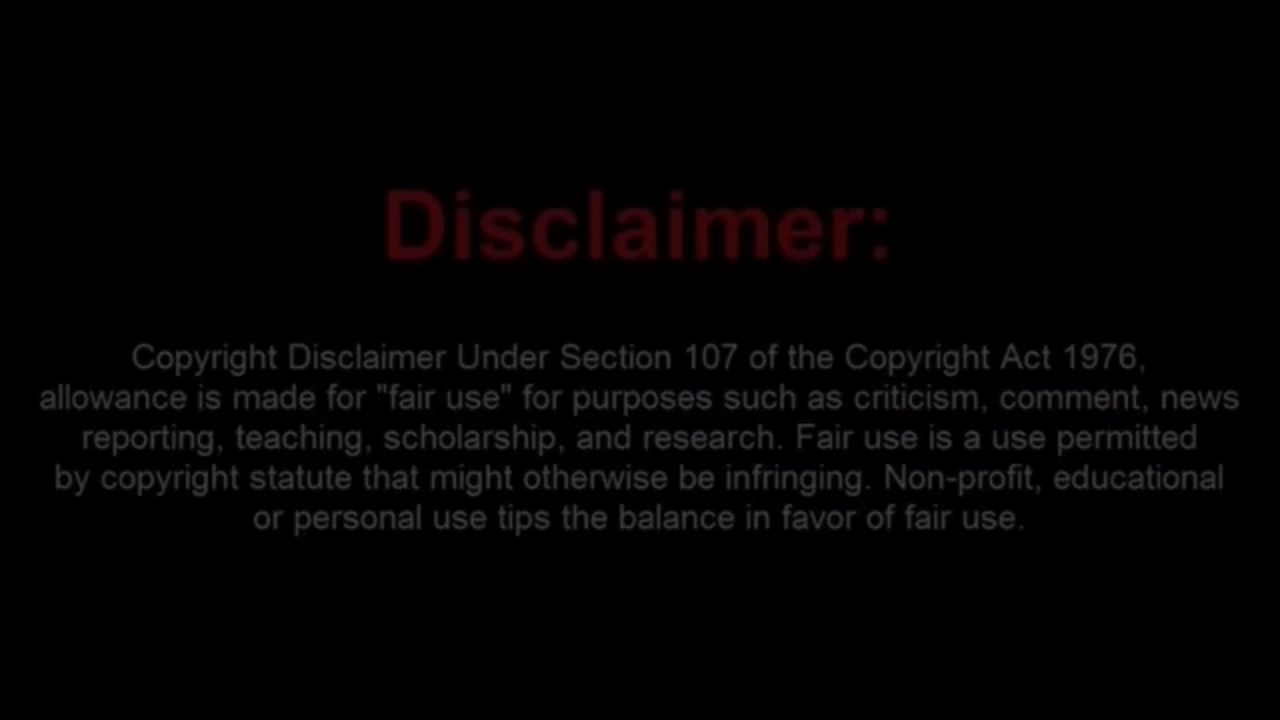 Disclaimer:
Copyright Disclaimer Under Section 107 of the Copyright Act 1976,
allowance is made for "fair use" for purposes such as criticism, comment, news
reporting, teaching, scholarship, and research. Fair use is a use permitted
by copyright statute that might otherwise be infringing. Non-profit, educational
or personal use tips the balance in favor of fair use.